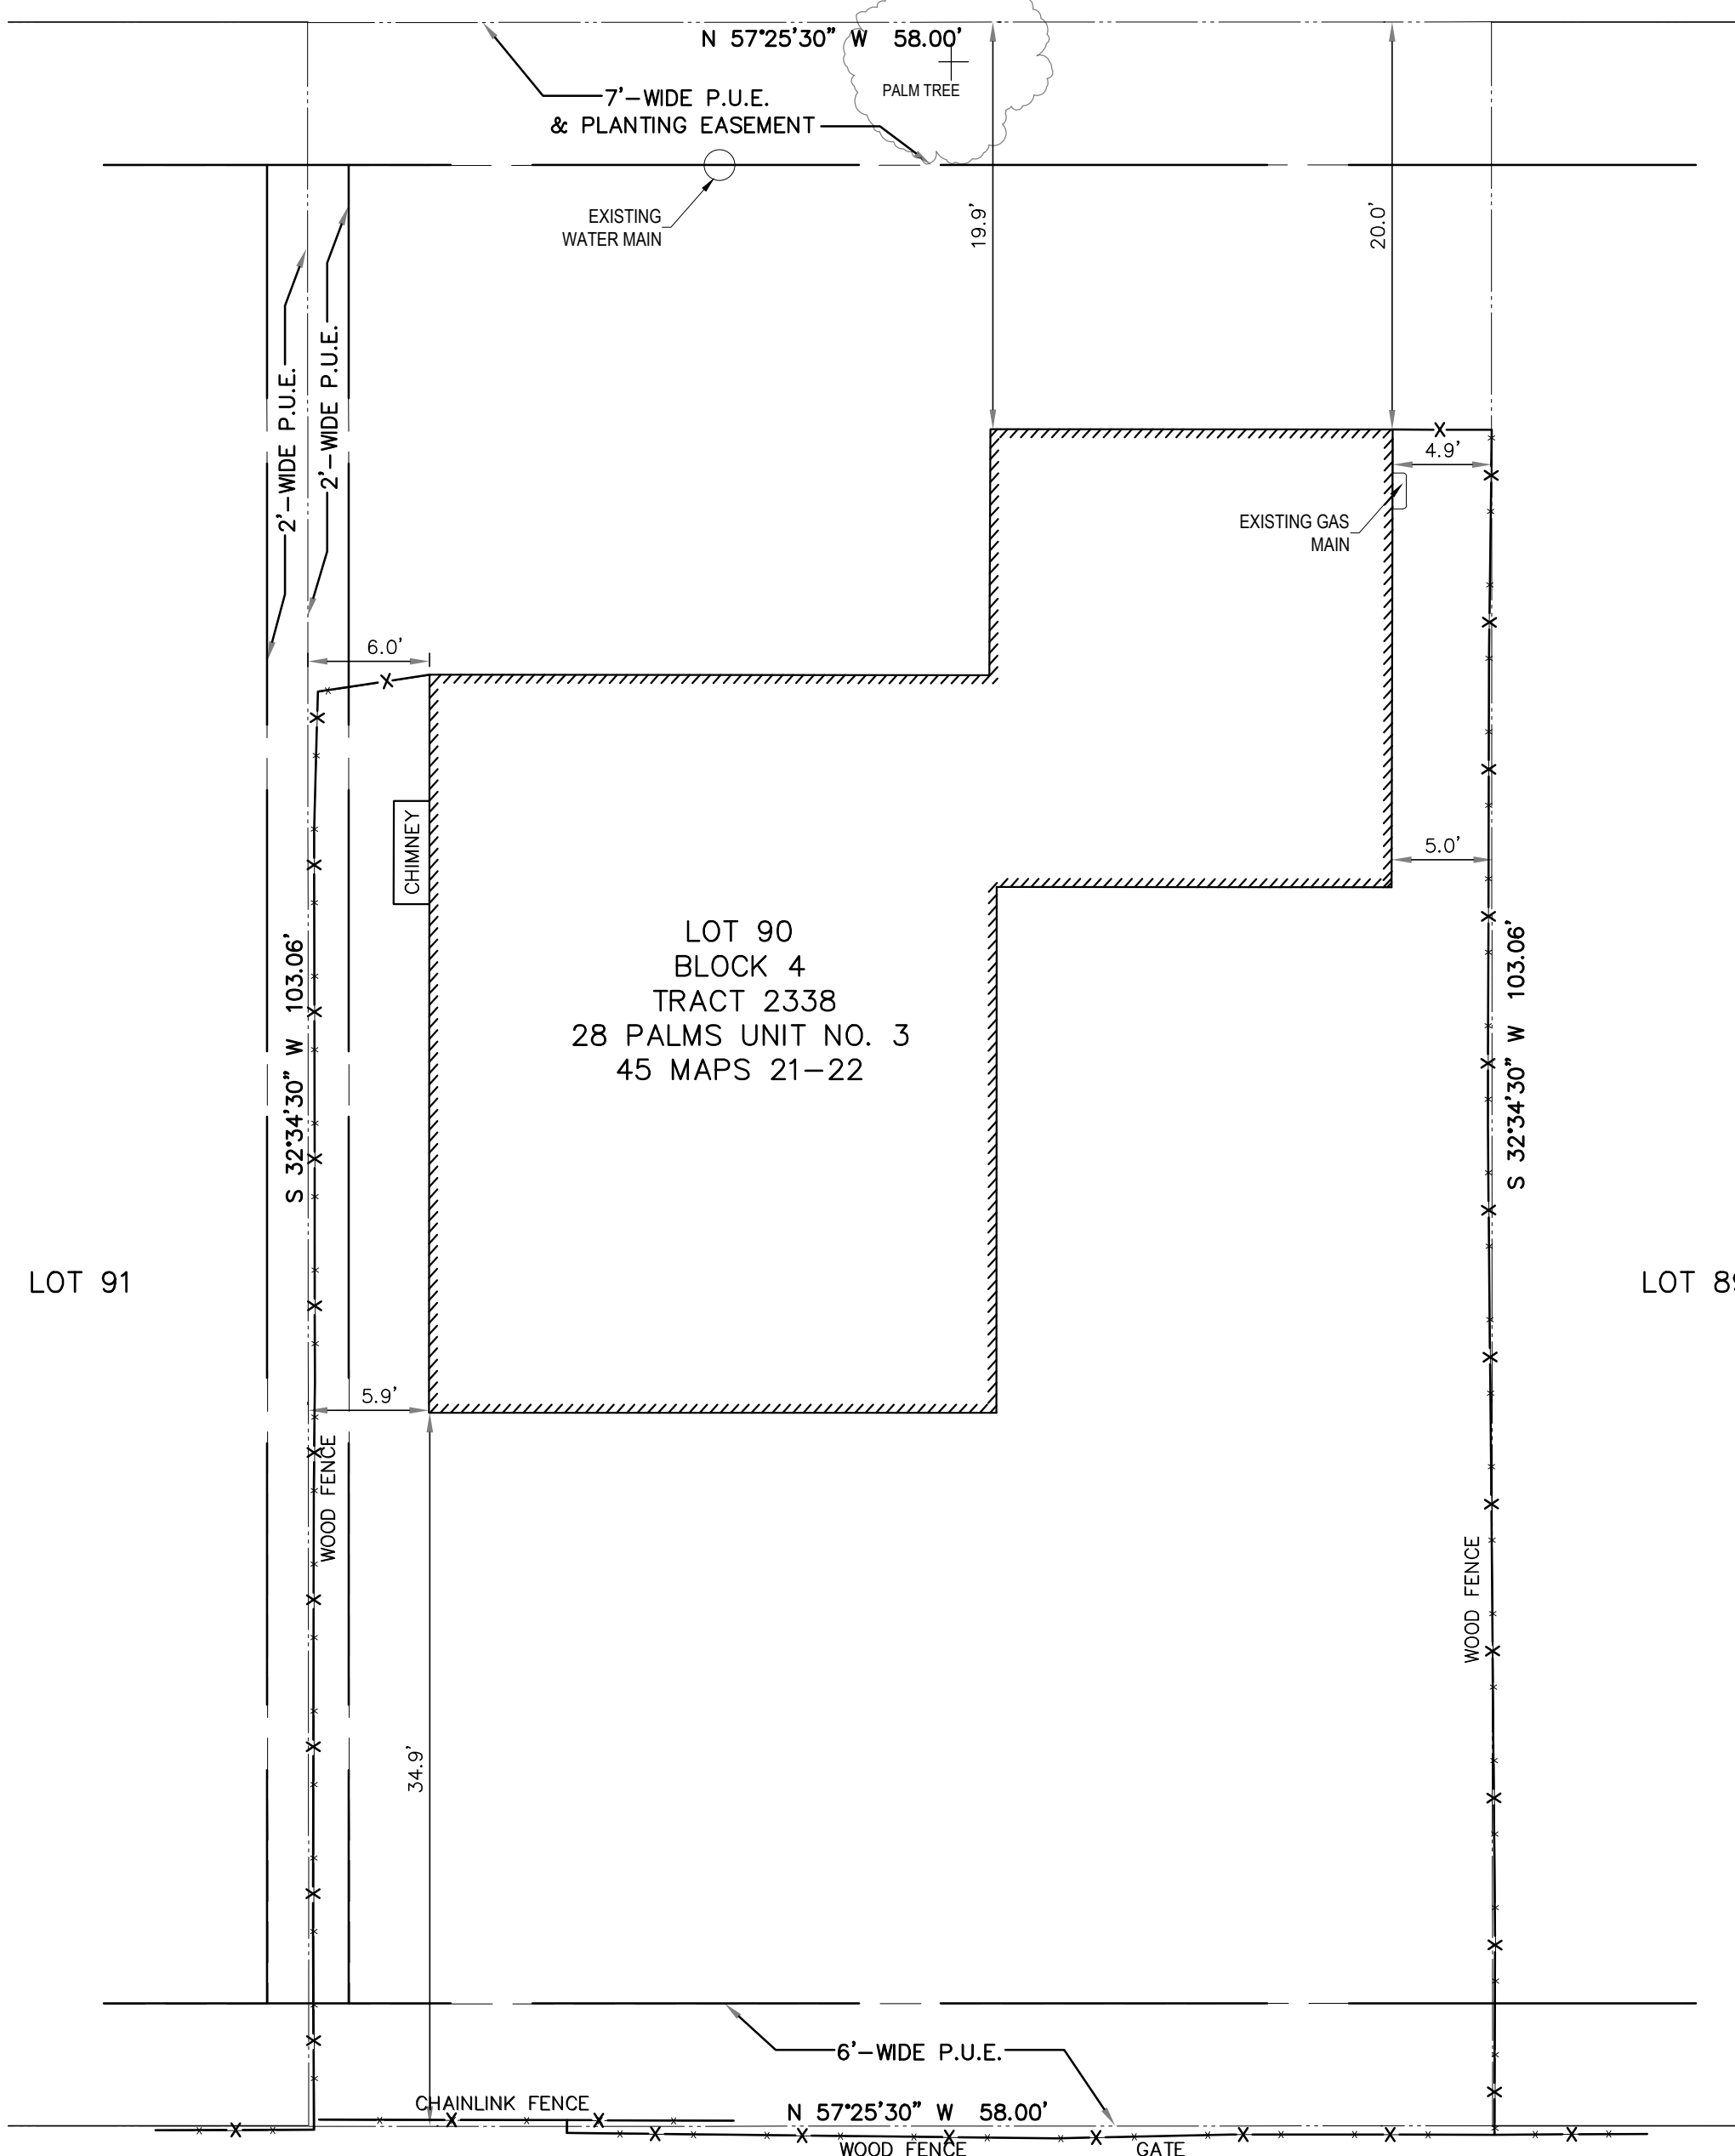 N 57°25'30" W 58.00'
7'-WIDE P.U.E.
& PLANTING EASEMENT
PALM TREE
EXISTING
WATER MAIN
19.9'
20.0'
2'-WIDE P.U.E.
2'-WIDE P.U.E.
4.9'
EXISTING GAS
MAIN
6.0'
CHIMNEY
5.0'
LOT 90
BLOCK 4
TRACT 2338
28 PALMS UNIT NO. 3
45 MAPS 21-22
S 32°34'30" W 103.06'
S 32°34'30" W 103.06'
LOT 91
LOT 89
5.9'
WOOD FENCE
WOOD FENCE
34.9'
6'-WIDE P.U.E.
CHAINLINK FENCE
N 57°25'30" W 58.00'
WOOD FENCE
GATE